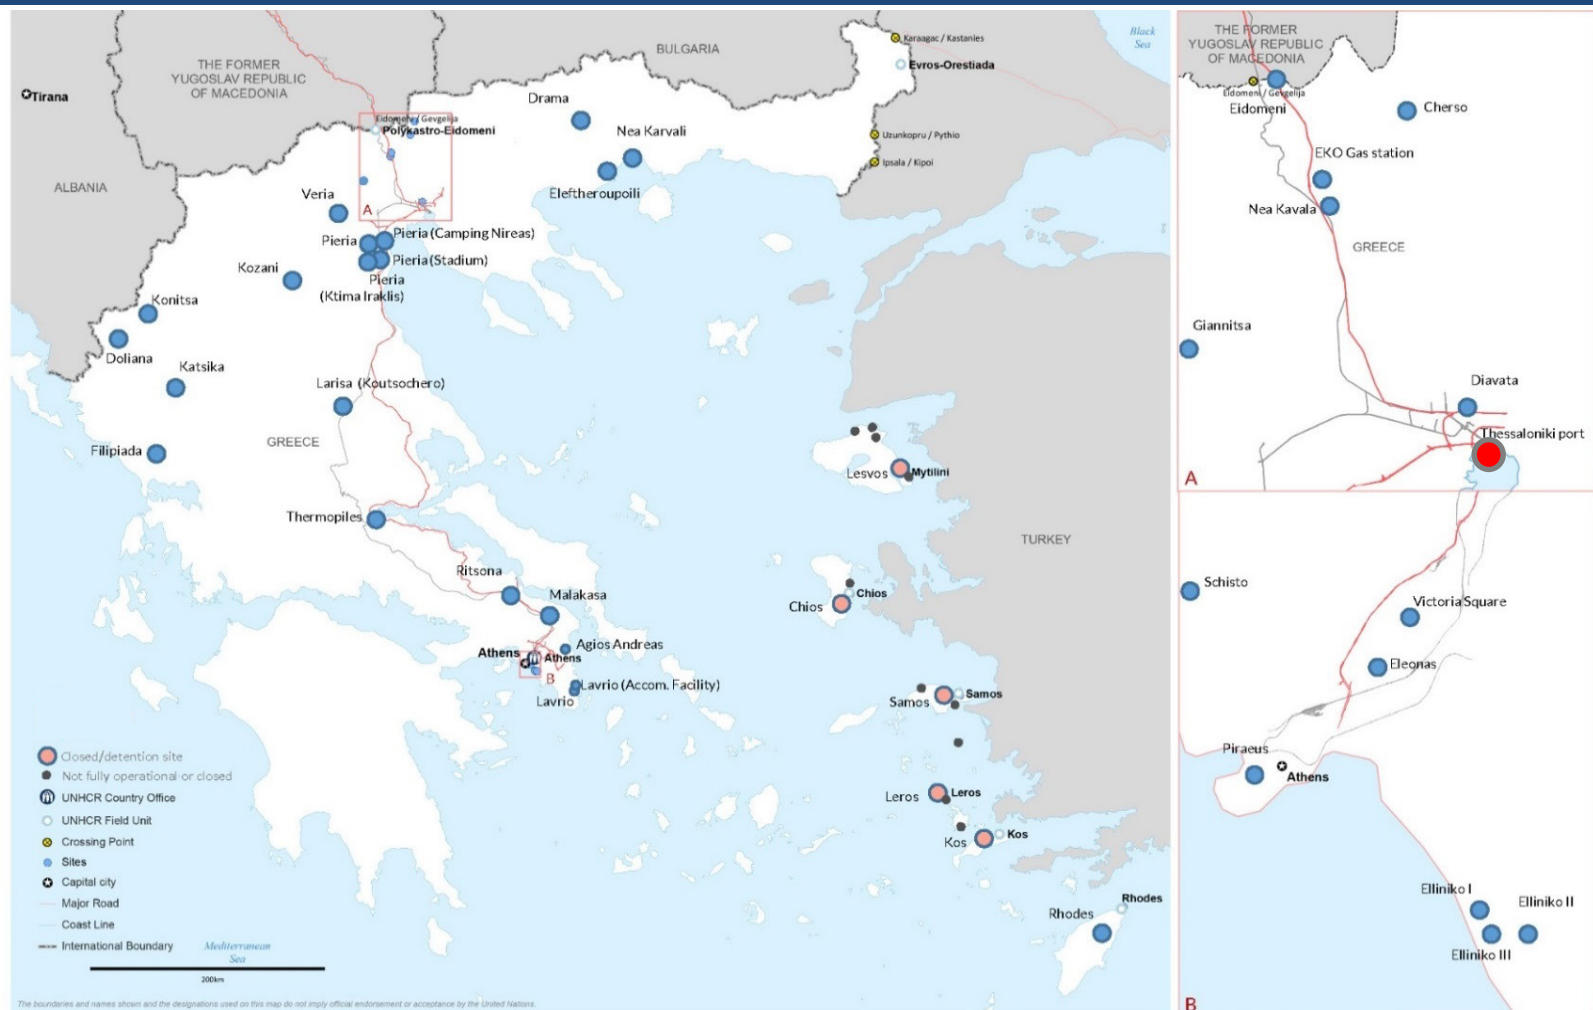 Black
Sea
BULGARIA
Karaagac / Kastanies
Evros-Orestiada
THE FORMER
YUGOSLAV REPUBLIC
OF MACEDONIA
Tirana
Drama
Eidomeni / Gevgelija
Polykastro-Eidomeni
Nea Karvali
Uzunkopru / Pythio
Ipsala / Kipoi
ALBANIA
Veria
A
Eleftheroupoili
Pieria
Pieria (Camping Nireas)
Pieria (Stadium)
Kozani
Pieria
(Ktima Iraklis)
Konitsa
Doliana
Katsika
Larisa (Koutsochero)
GREECE
Filipiada
Lesvos
Mytilini
Thermopiles
TURKEY
Ritsona
Malakasa
Chios
Chios
Agios Andreas
Athens
Athens
B
Lavrio (Accom. Facility)
Lavrio
Samos
Samos
Leros
Leros
Kos
Kos
Rhodes
Rhodes
Closed/detention site
Not fully operational or closed
UNHCR Country Office
UNHCR Field Unit
Crossing Point
Sites
Capital city
Major Road
Coast Line
International Boundary
Mediterranean
Sea
200km
The boundaries and names shown and the designations used on this map do not imply official endorsement or acceptance by the United Nations.
THE FORMER
YUGOSLAV REPUBLIC
OF MACEDONIA
Eidomeni / Gevgelija
Eidomeni
Cherso
EKO Gas station
Nea Kavala
GREECE
Giannitsa
Diavata
Thessaloniki port
A
Schisto
Victoria Square
Eleonas
Piraeus
Athens
Elliniko I
Elliniko II
Elliniko III
B